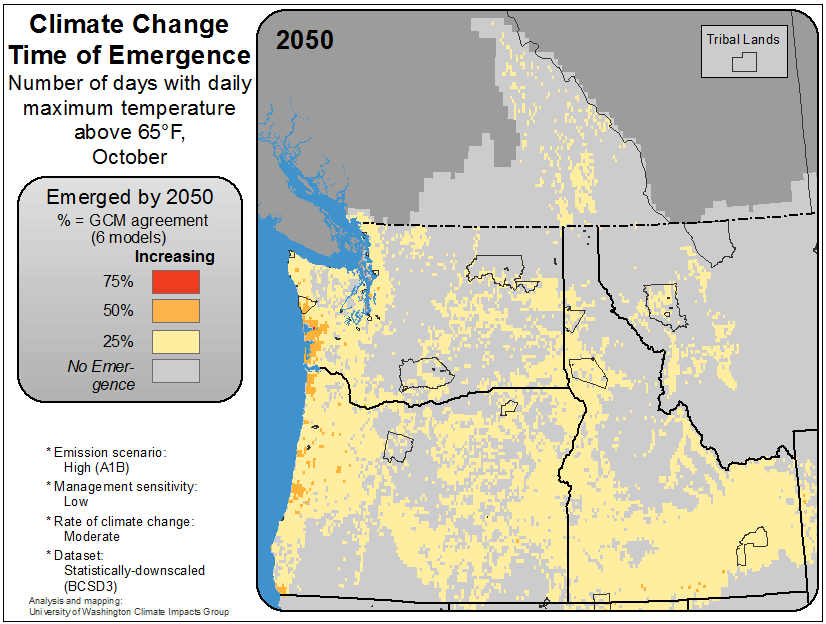 Climate Change
Time of Emergence
Number of days with daily
maximum temperature
above 65°F,
October
Emerged by 2050
% = GCM agreement
(6 models)
Increasing
75%
50%
25%
No Emer-
gence
* Emission scenario:
High (A1B)
* Management sensitivity:
Low
* Rate of climate change:
Moderate
* Dataset:
Statistically-downscaled
(BCSD3)
Analysis and mapping:
University of Washington Climate Impacts Group
2050
Tribal Lands